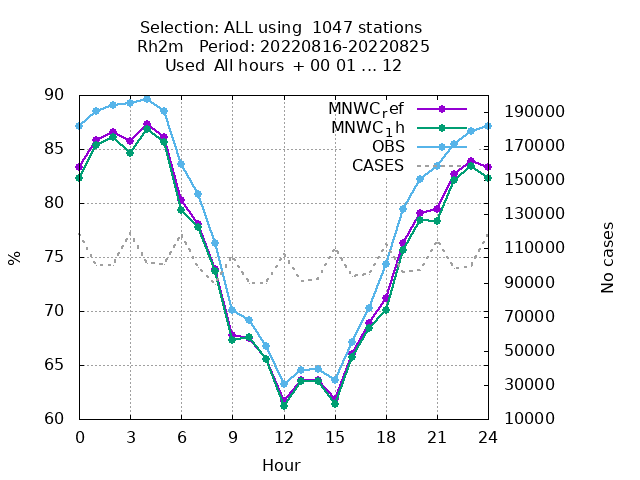 Selection: ALL using  1047 stations
Rh2m   Period: 20220816-20220825
Used  All hours  + 00 01 ... 12
90
85
80
75
70
65
60
%
MNWC_ref
MNWC_1h
OBS
CASES
190000
170000
150000
130000
110000
90000
70000
50000
30000
10000
No cases
0 3 6 9 12 15 18 21 24
Hour